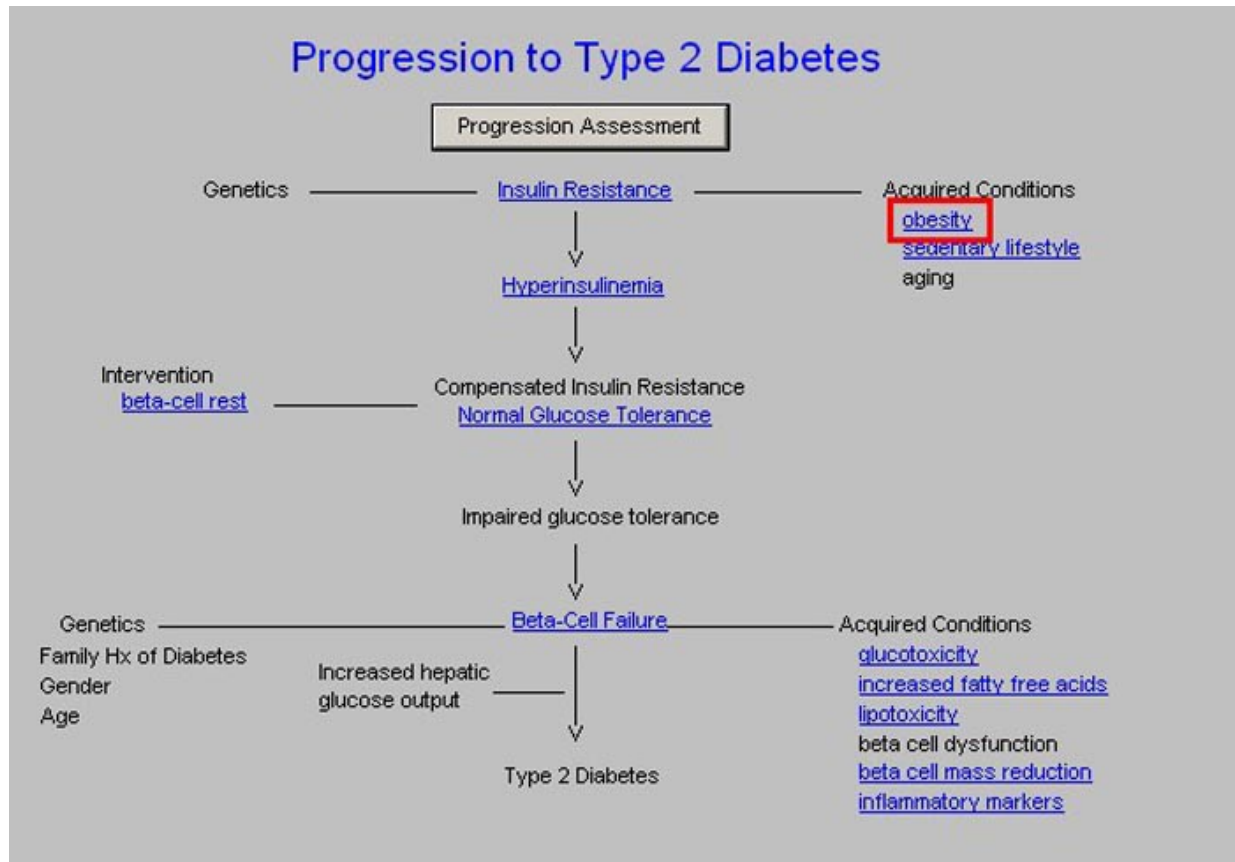 Progression to Type 2 Diabetes
Progression Assessment
Genetics
Insulin Resistance
Acquired Conditions
obesity
sedentary lifestyle
aging
Hyperinsulinemia
Intervention
beta-cell rest
Compensated Insulin Resistance
Normal Glucose Tolerance
Impaired glucose tolerance
Genetics
Family Hx of Diabetes
Gender
Age
Beta-Cell Failure
Increased hepatic
glucose output
Acquired Conditions
glucotoxicity
increased fatty free acids
lipotoxicity
beta cell dysfunction
beta cell mass reduction
inflammatory markers
Type 2 Diabetes